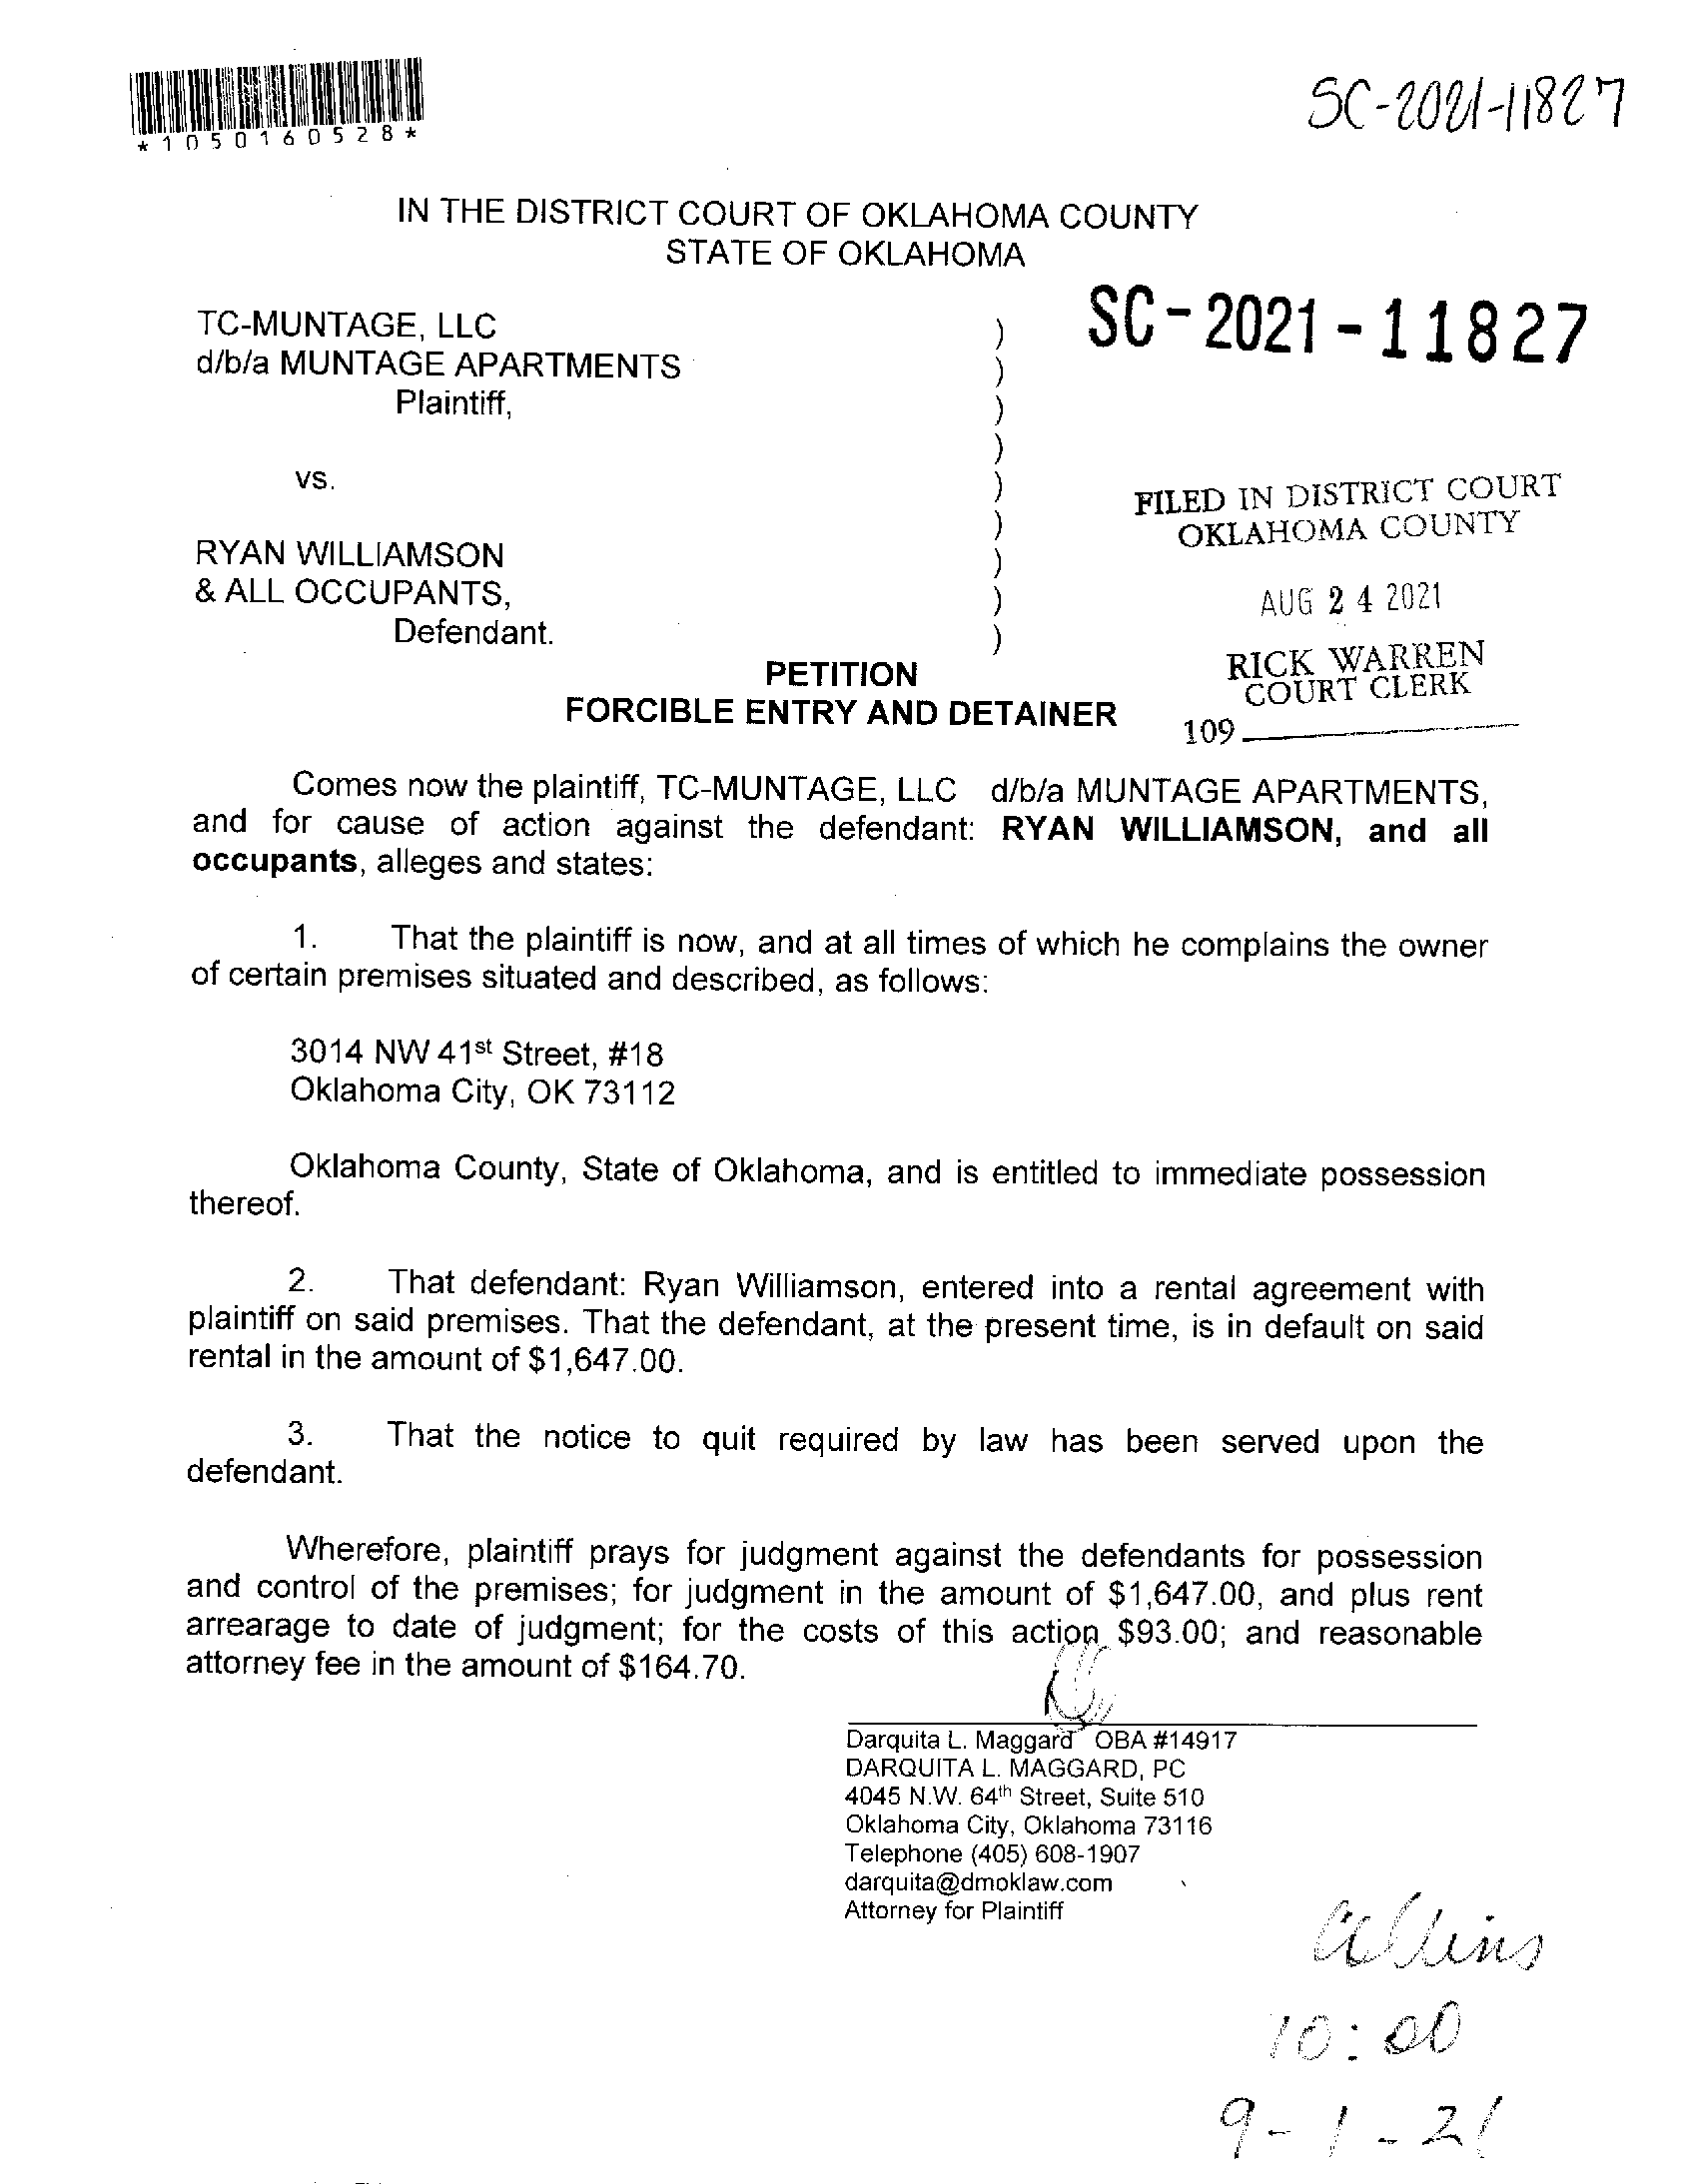 SC-2021-11827
*1050160528*
IN THE DISTRICT COURT OF OKLAHOMA COUNTY
STATE OF OKLAHOMA
TC-MUNTAGE, LLC )
d/b/a MUNTAGE APARTMENTS )
Plaintiff, )
)
vs. )
)
RYAN WILLIAMSON )
& ALL OCCUPANTS, )
Defendant. )
SC-2021-11827
FILED IN DISTRICT COURT
OKLAHOMA COUNTY
AUG 24 2021
RICK WARREN
COURT CLERK
109
PETITION
FORCIBLE ENTRY AND DETAINER
Comes now the plaintiff, TC-MUNTAGE, LLC d/b/a MUNTAGE APARTMENTS,
and for cause of action against the defendant: RYAN WILLIAMSON, and all
occupants, alleges and states:
1. That the plaintiff is now, and at all times of which he complains the owner
of certain premises situated and described, as follows:
3014 NW 41st Street, #18
Oklahoma City, OK 73112
Oklahoma County, State of Oklahoma, and is entitled to immediate possession
thereof.
2. That defendant: Ryan Williamson, entered into a rental agreement with
plaintiff on said premises. That the defendant, at the present time, is in default on said
rental in the amount of $1,647.00.
3. That the notice to quit required by law has been served upon the
defendant.
Wherefore, plaintiff prays for judgment against the defendants for possession
and control of the premises; for judgment in the amount of $1,647.00, and plus rent
arrearage to date of judgment; for the costs of this action $93.00; and reasonable
attorney fee in the amount of $164.70.
Darquita L. Maggard OBA #14917
DARQUITA L. MAGGARD, PC
4045 N.W. 64th Street, Suite 510
Oklahoma City, Oklahoma 73116
Telephone (405) 608-1907
darquita@dmoklaw.com
Attorney for Plaintiff
10:00
9-1-21